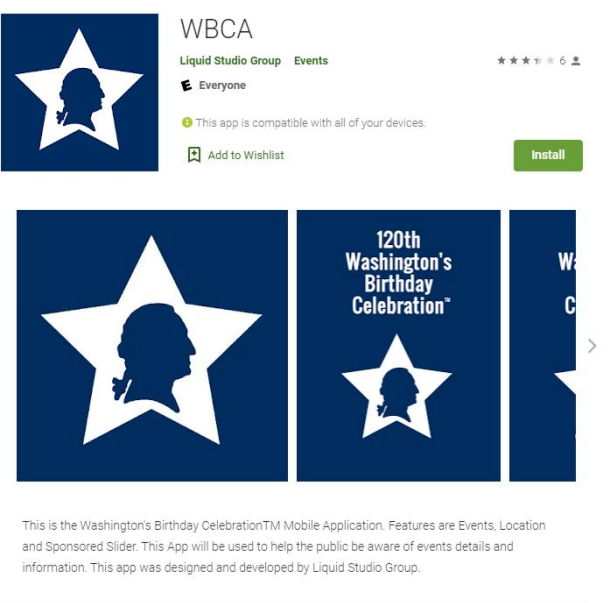 WBCA
Liquid Studio Group Events
6
E Everyone
This app is compatible with all of your devices.
Add to Wishlist
Install
120th
Washington's
Birthday
Celebration™
This is the Washington's Birthday CelebrationTM Mobile Application. Features are Events, Location
and Sponsored Slider. This App will be used to help the public be aware of events details and
information. This app was designed and developed by Liquid Studio Group.